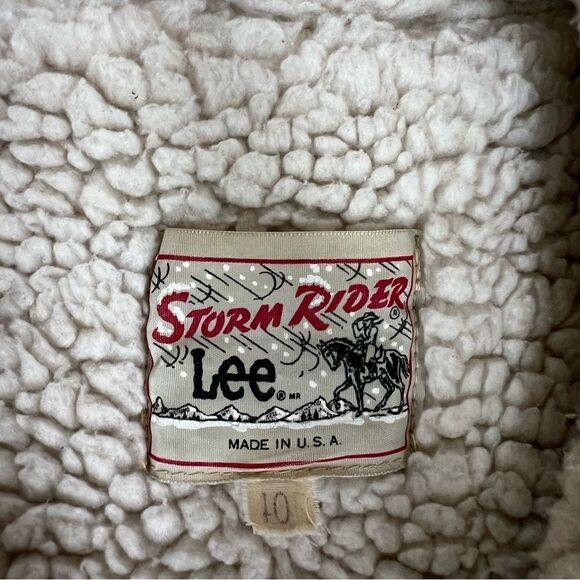 STORM RIDER®
Lee® MR
MADE IN U.S.A.
10